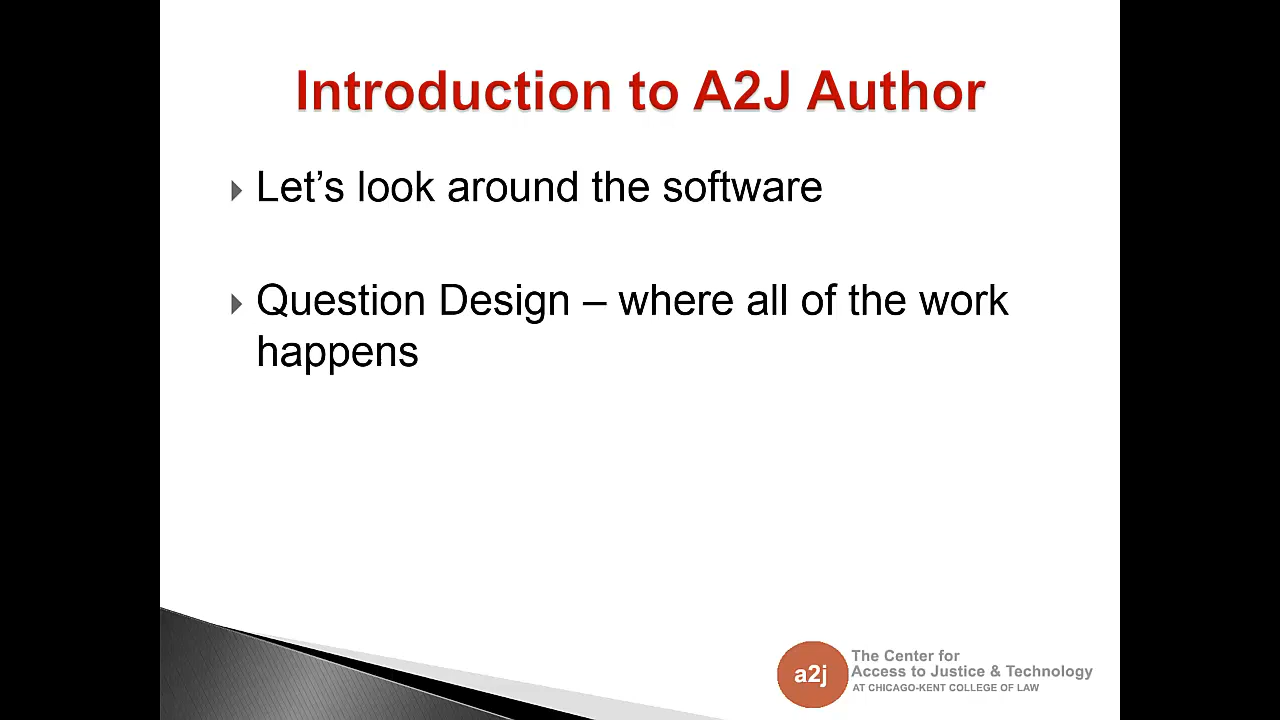 Introduction to A2J Author
Let’s look around the software
Question Design – where all of the work
happens
a2j
The Center for
Access to Justice & Technology
AT CHICAGO-KENT COLLEGE OF LAW